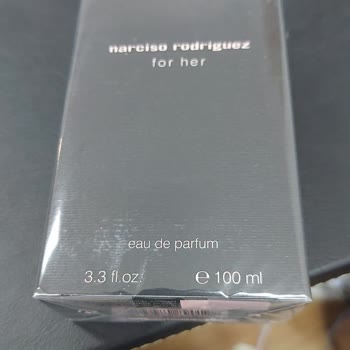 narciso rodriguez
for her
eau de parfum
3.3 fl.oz. ℮ 100 ml